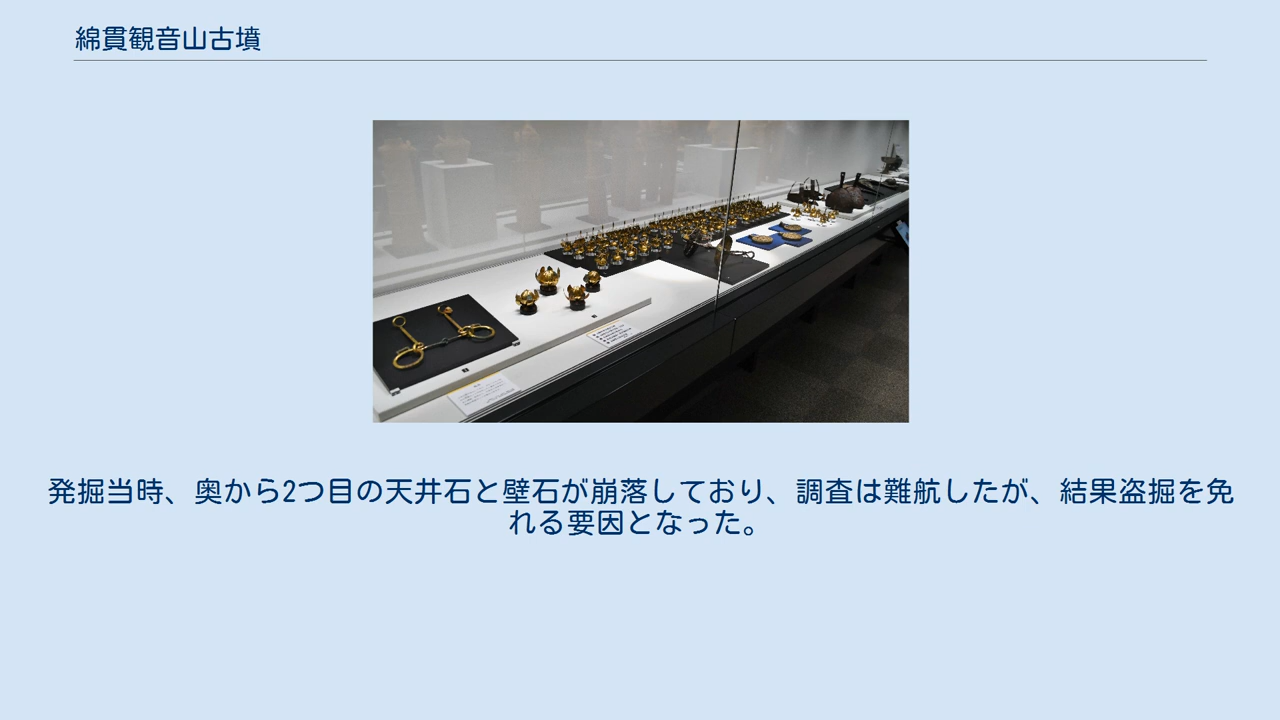 綿貫観音山古墳
発掘当時、奥から2つ目の天井石と壁石が崩落しており、調査は難航したが、結果盗掘を免
れる要因となった。